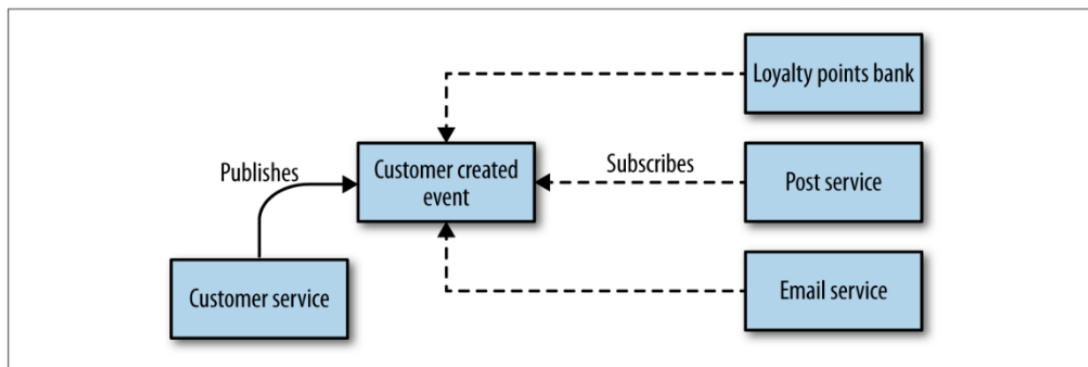 Loyalty points bank
Publishes
Customer created
event
Subscribes
Post service
Customer service
Email service